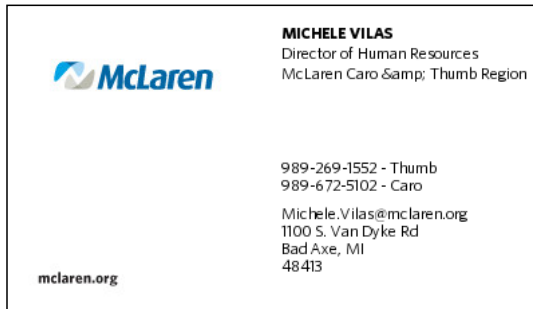 McLaren
MICHELE VILAS
Director of Human Resources
McLaren Caro &amp; Thumb Region
989-269-1552 - Thumb
989-672-5102 - Caro
Michele.Vilas@mclaren.org
1100 S. Van Dyke Rd
Bad Axe, MI
48413
mclaren.org